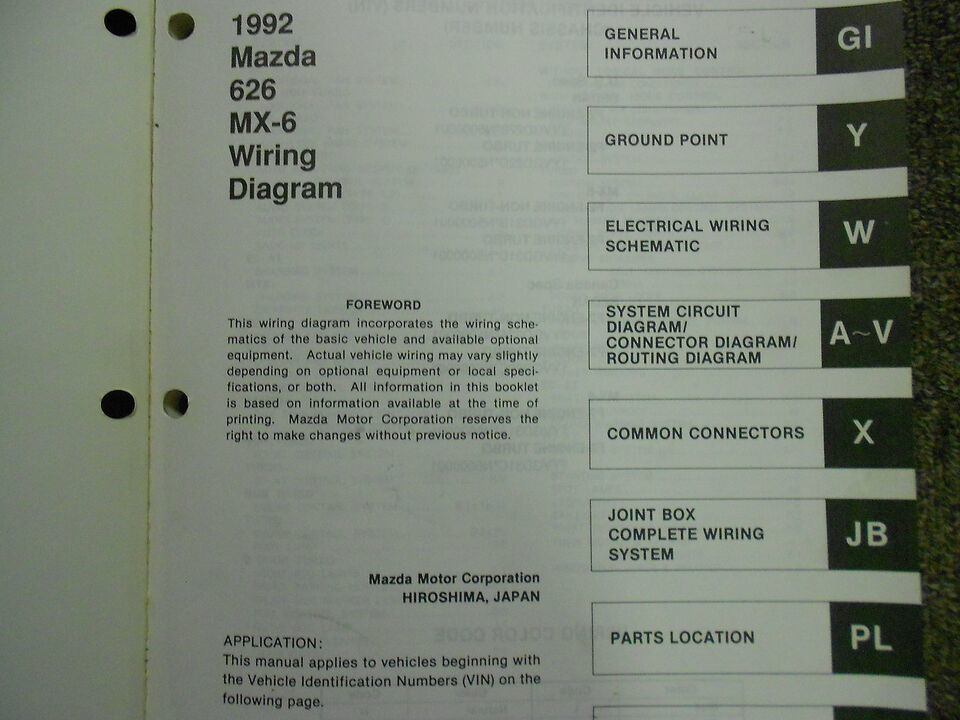 1992
Mazda
626
MX-6
Wiring
Diagram
FOREWORD
This wiring diagram incorporates the wiring sche-
matics of the basic vehicle and available optional
equipment. Actual vehicle wiring may vary slightly
depending on optional equipment or local speci-
fications, or both. All information in this booklet
is based on information available at the time of
printing. Mazda Motor Corporation reserves the
right to make changes without previous notice.
Mazda Motor Corporation
HIROSHIMA, JAPAN
APPLICATION:
This manual applies to vehicles beginning with
the Vehicle Identification Numbers (VIN) on the
following page.
GENERAL
INFORMATION
GI
GROUND POINT
Y
ELECTRICAL WIRING
SCHEMATIC
W
SYSTEM CIRCUIT
DIAGRAM/
CONNECTOR DIAGRAM/
ROUTING DIAGRAM
A~V
COMMON CONNECTORS
X
JOINT BOX
COMPLETE WIRING
SYSTEM
JB
PARTS LOCATION
PL